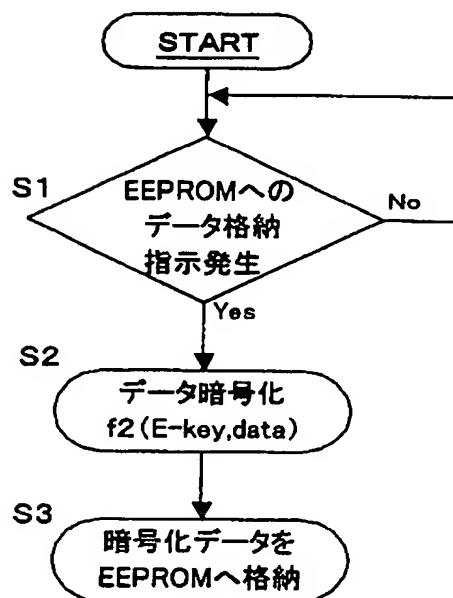 START
S1
EEPROMへの
データ格納
指示発生
No
Yes
S2
データ暗号化
f2(E-key,data)
S3
暗号化データを
EEPROMへ格納